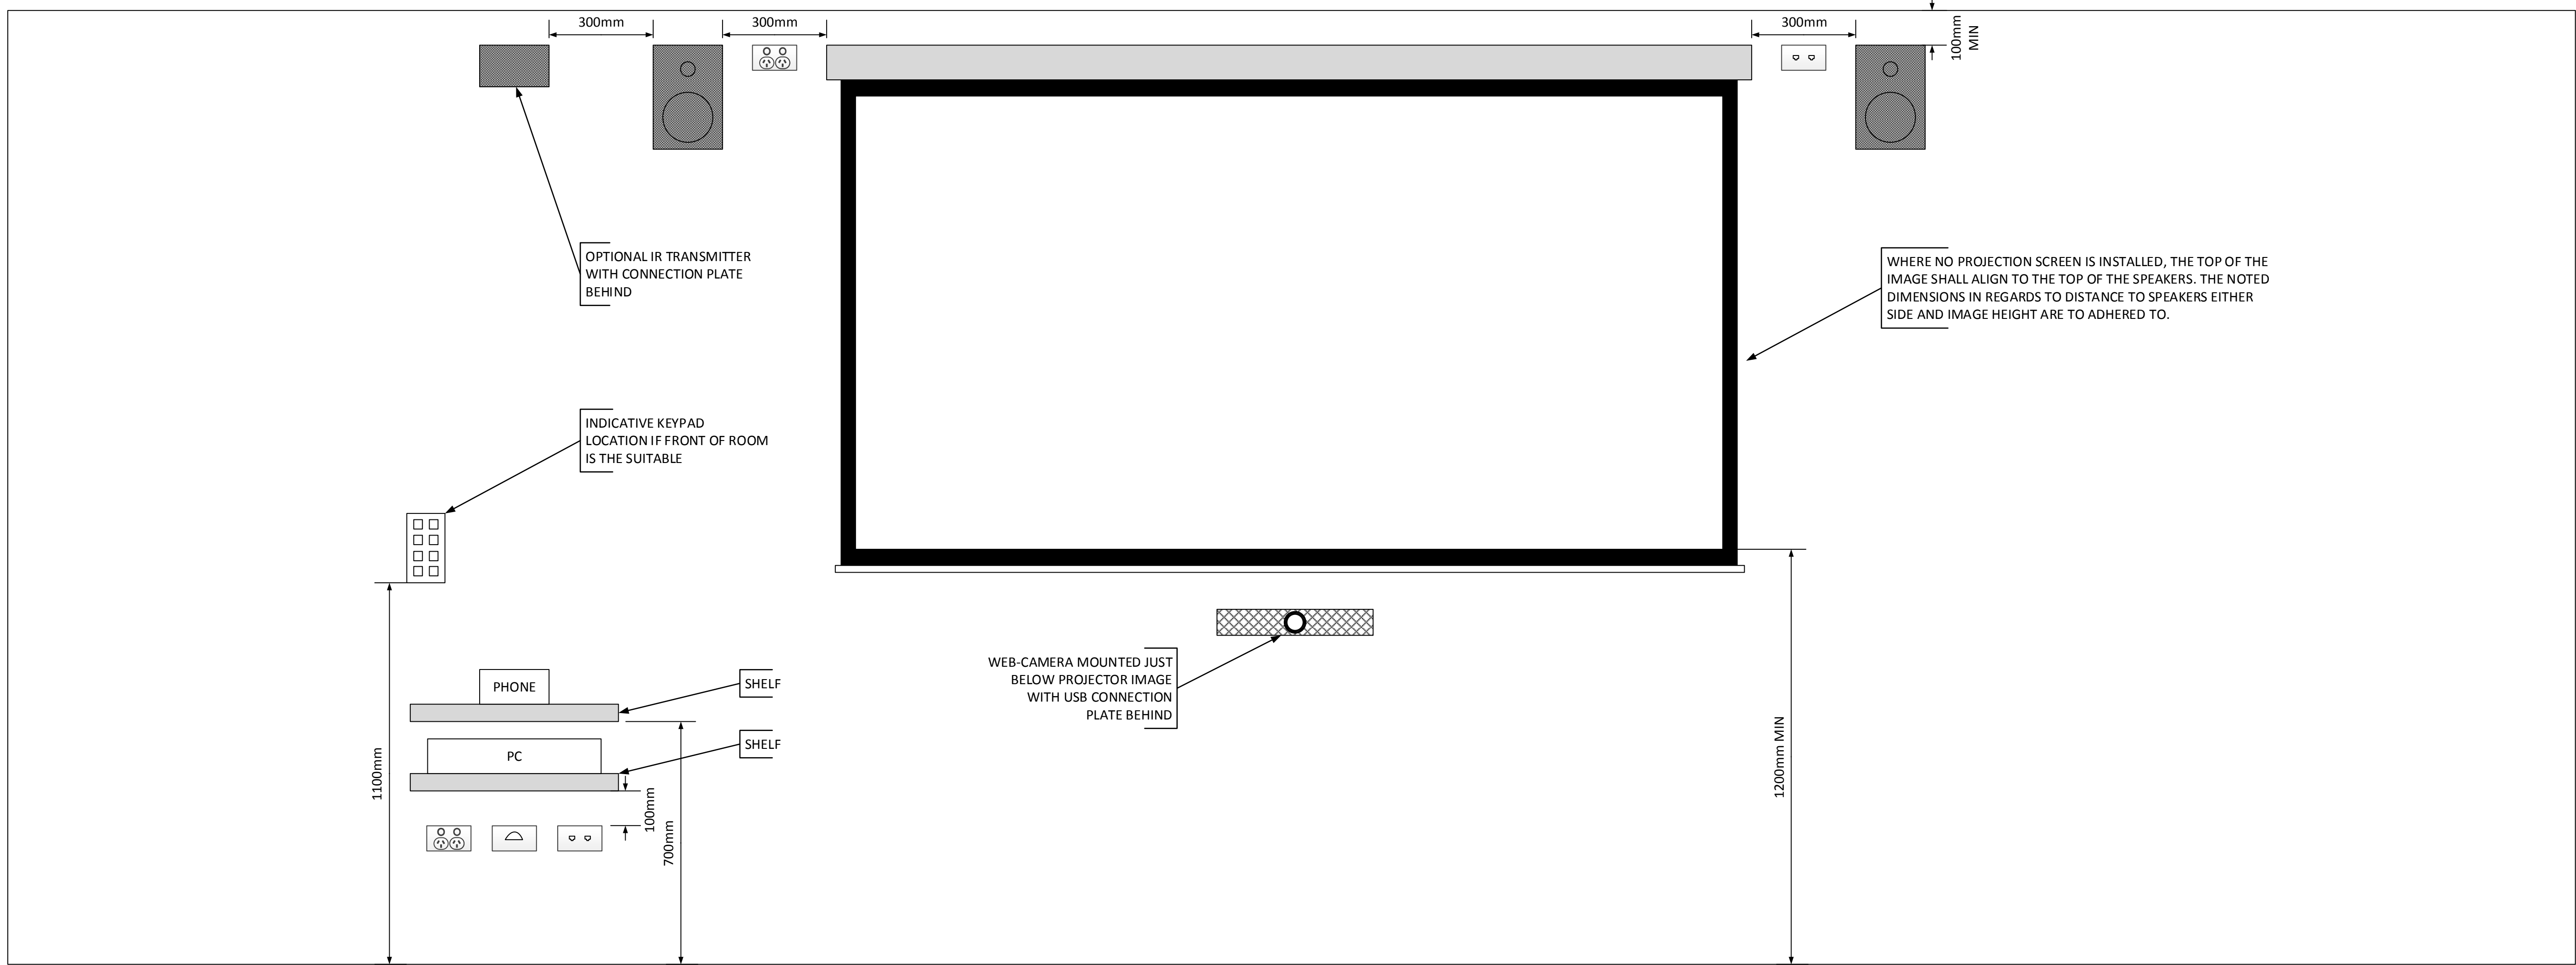 300mm
300mm
300mm
100mm
MIN
OPTIONAL IR TRANSMITTER
WITH CONNECTION PLATE
BEHIND
WHERE NO PROJECTION SCREEN IS INSTALLED, THE TOP OF THE
IMAGE SHALL ALIGN TO THE TOP OF THE SPEAKERS. THE NOTED
DIMENSIONS IN REGARDS TO DISTANCE TO SPEAKERS EITHER
SIDE AND IMAGE HEIGHT ARE TO ADHERED TO.
INDICATIVE KEYPAD
LOCATION IF FRONT OF ROOM
IS THE SUITABLE
WEB-CAMERA MOUNTED JUST
BELOW PROJECTOR IMAGE
WITH USB CONNECTION
PLATE BEHIND
PHONE
SHELF
PC
SHELF
1100mm
100mm
700mm
1200mm MIN